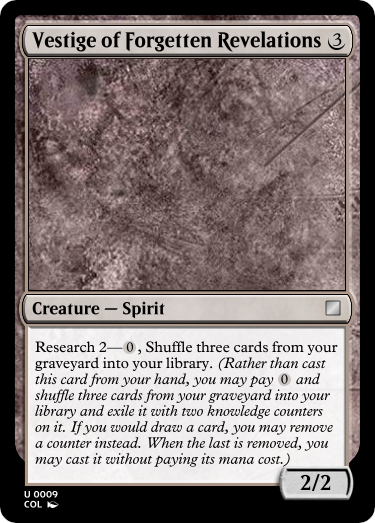 Vestige of Forgetten Revelations 3
Creature — Spirit
Research 2—0, Shuffle three cards from your
graveyard into your library. (Rather than cast
this card from your hand, you may pay 0 and
shuffle three cards from your graveyard into your
library and exile it with two knowledge counters
on it. If you would draw a card, you may remove
a counter instead. When the last is removed, you
may cast it without paying its mana cost.)
2/2
U 0009
COL